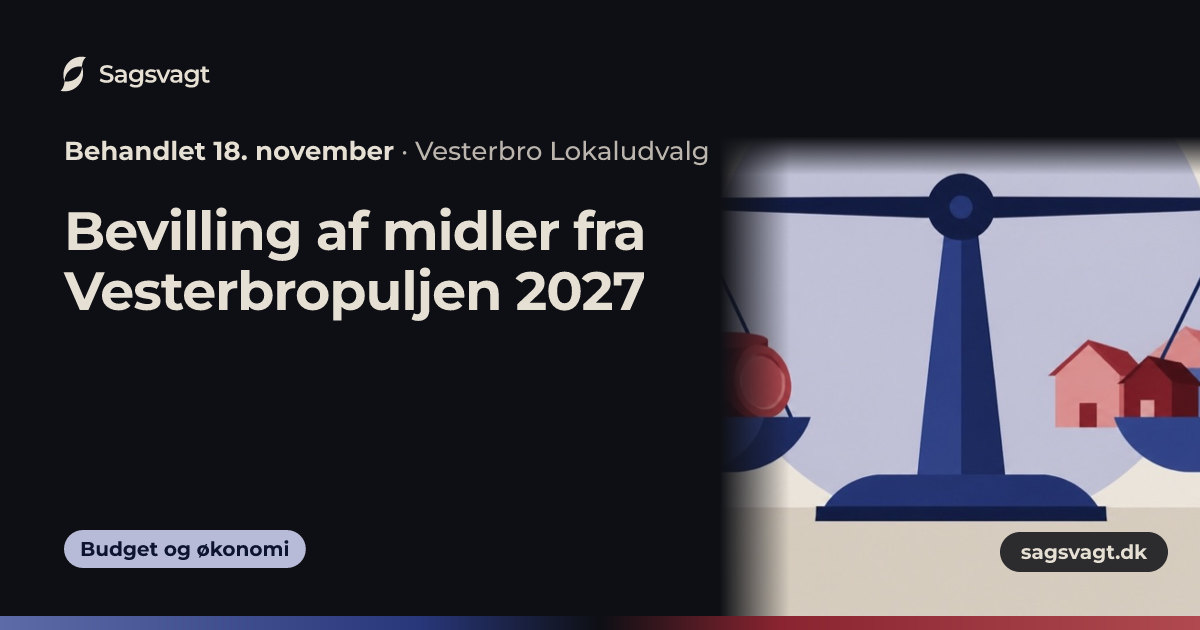 Sagsvagt
Behandlet 18. november · Vesterbro Lokaludvalg
Bevilling af midler fra
Vesterbropuljen 2027
Budget og økonomi
sagsvagt.dk